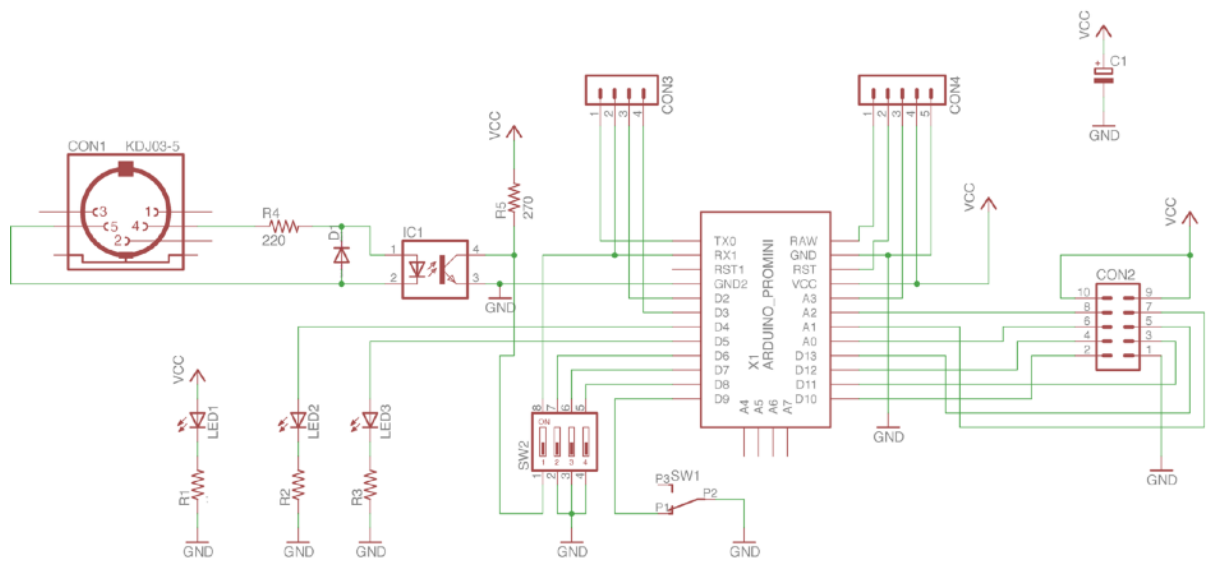 VCC
C1
+
GND
CON3
1 2 3 4
CON4
1 2 3 4 5
VCC
R5
270
CON1 KDJ03-5
3 1
5 4
2
R4
220
D1
IC1
1 4
2 3
GND
X1
ARDUINO_PROMINI
TX0 RAW
RX1 GND
RST1 RST
GND2 VCC
D2 A3
D3 A2
D4 A1
D5 A0
D6 D13
D7 D12
D8 D11
D9 D10
A4 A5 A6 A7
VCC
GND
VCC
CON2
10 9
8 7
6 5
4 3
2 1
GND
VCC
LED1
R1
GND
LED2
R2
GND
LED3
R3
GND
SW2
8 7 6 5
ON
1 2 3 4
1 2 3 4
GND
P3 SW1
P1 P2
GND